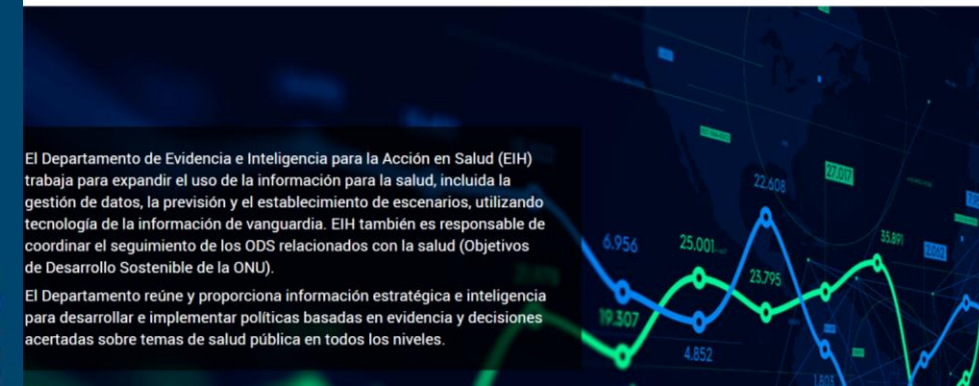 El Departamento de Evidencia e Inteligencia para la Acción en Salud (EIH)
trabaja para expandir el uso de la información para la salud, incluida la
gestión de datos, la previsión y el establecimiento de escenarios, utilizando
tecnología de la información de vanguardia. EIH también es responsable de
coordinar el seguimiento de los ODS relacionados con la salud (Objetivos
de Desarrollo Sostenible de la ONU).
El Departamento reúne y proporciona información estratégica e inteligencia
para desarrollar e implementar políticas basadas en evidencia y decisiones
acertadas sobre temas de salud pública en todos los niveles.
27.017
22.608
6.956
25.001
35.891
23.795
19.307
4.852